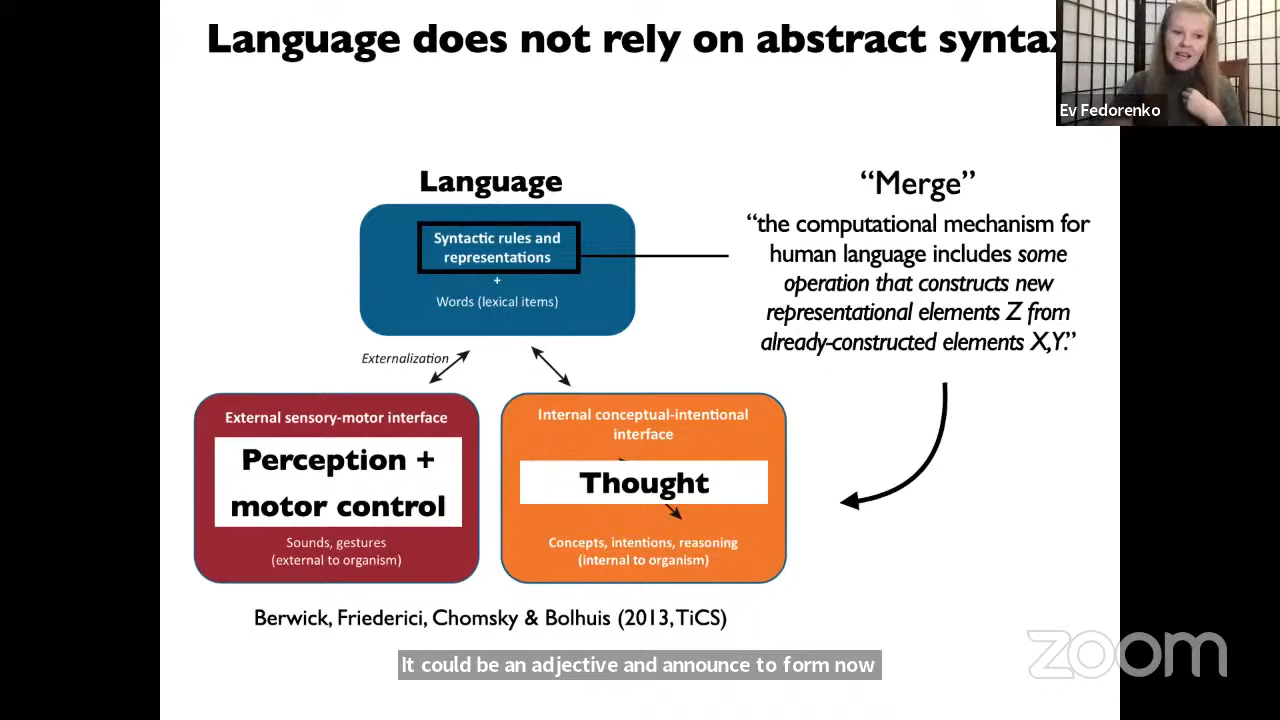 Language does not rely on abstract syntax
Ev Fedorenko
Language
Syntactic rules and
representations
+
Words (lexical items)
Externalization
External sensory-motor interface
Perception +
motor control
Sounds, gestures
(external to organism)
Internal conceptual-intentional
interface
Thought
Concepts, intentions, reasoning
(internal to organism)
“Merge”
“the computational mechanism for
human language includes some
operation that constructs new
representational elements Z from
already-constructed elements X,Y.”
Berwick, Friederici, Chomsky & Bolhuis (2013, TiCS)
It could be an adjective and announce to form now
zoom